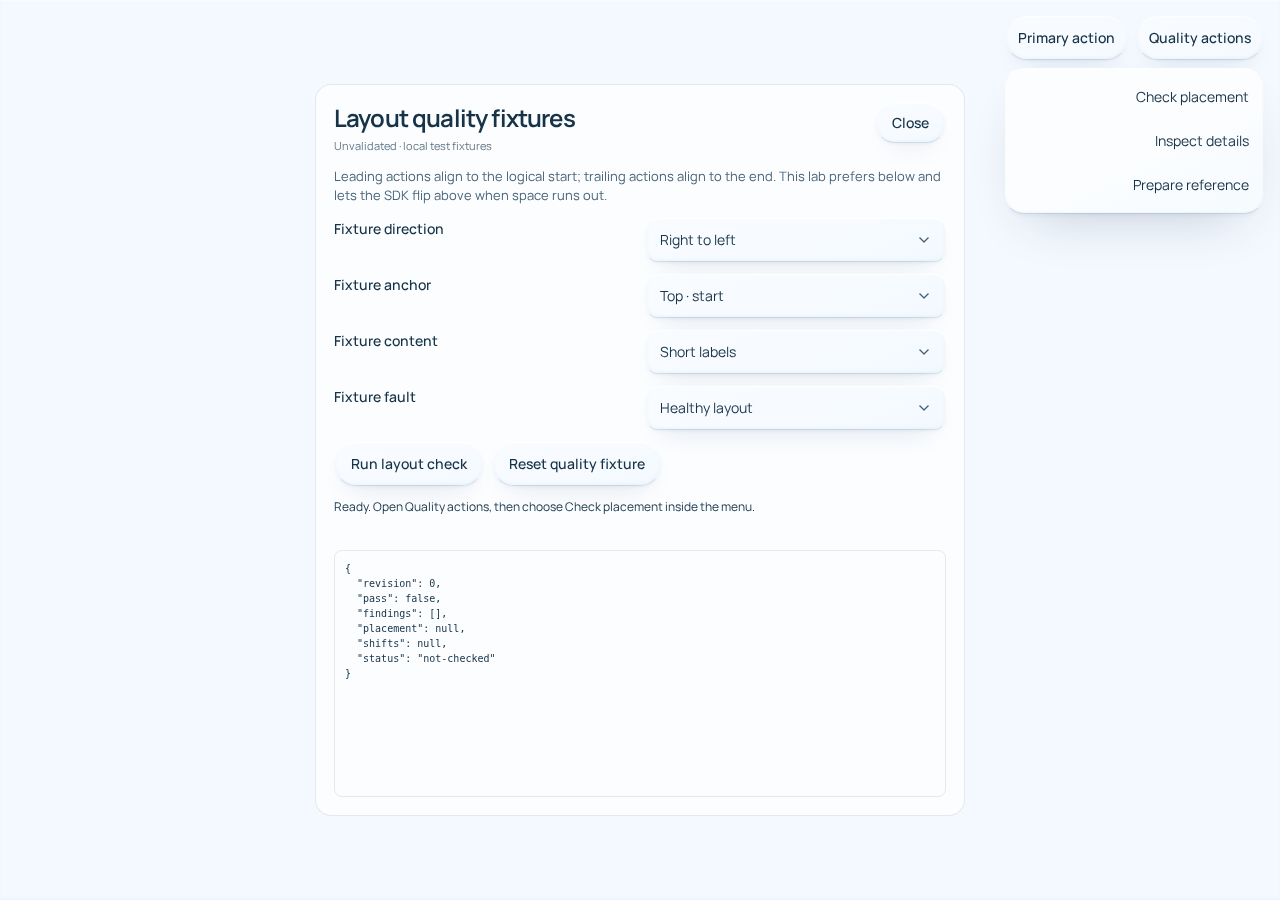 Primary action
Quality actions
Check placement
Inspect details
Prepare reference
Layout quality fixtures
Close
Unvalidated · local test fixtures
Leading actions align to the logical start; trailing actions align to the end. This lab prefers below and
lets the SDK flip above when space runs out.
Fixture direction
Right to left
Fixture anchor
Top · start
Fixture content
Short labels
Fixture fault
Healthy layout
Run layout check
Reset quality fixture
Ready. Open Quality actions, then choose Check placement inside the menu.
{
  "revision": 0,
  "pass": false,
  "findings": [],
  "placement": null,
  "shifts": null,
  "status": "not-checked"
}